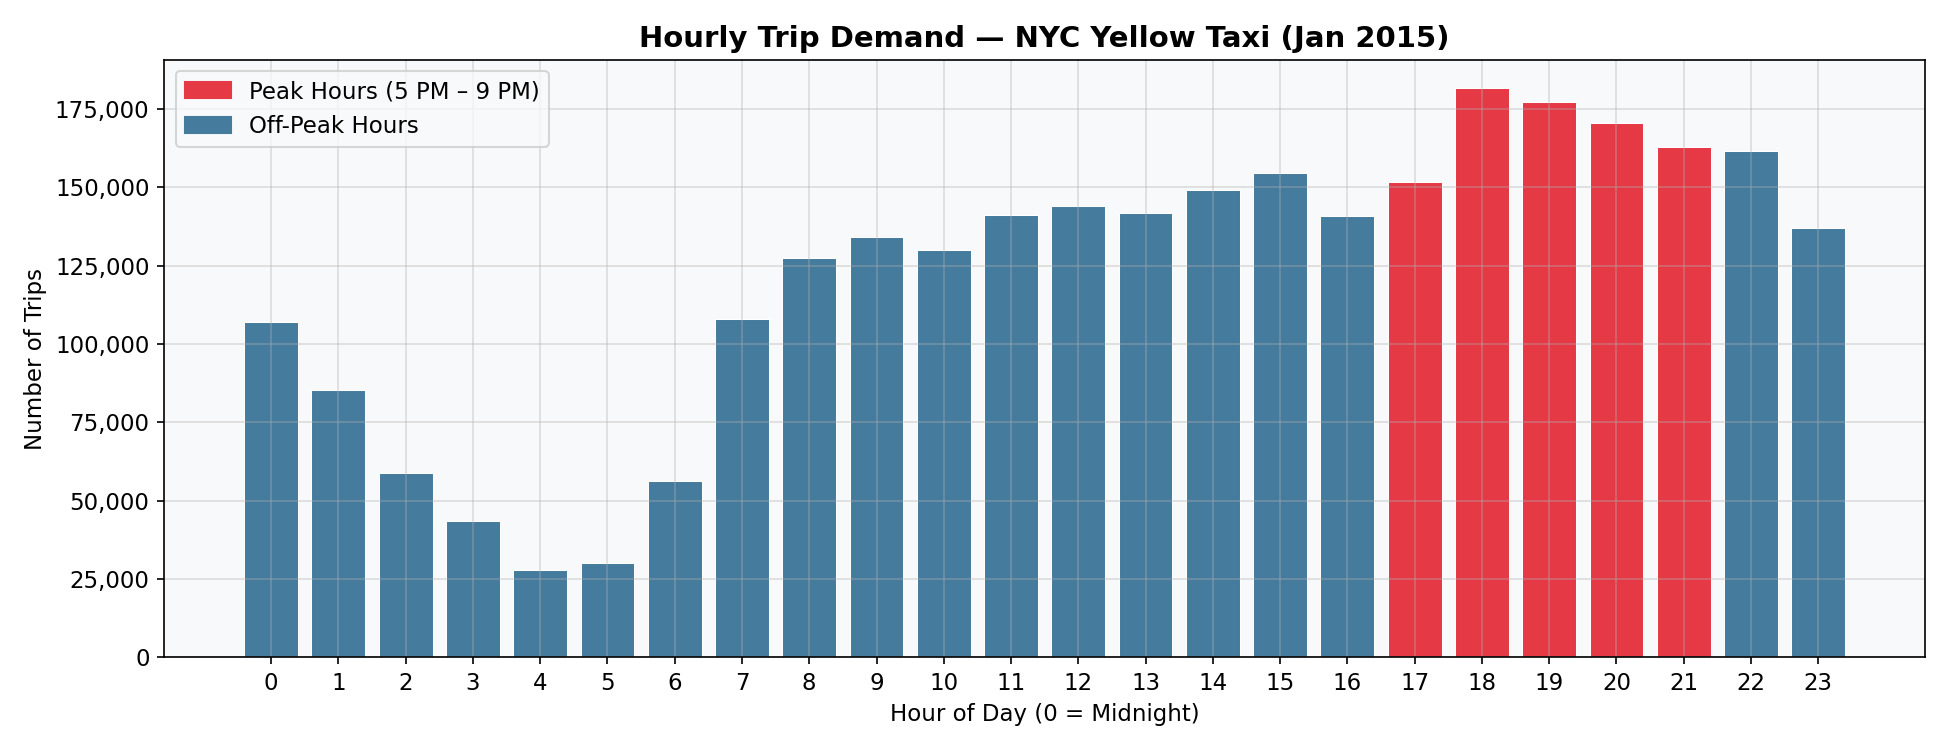 Hourly Trip Demand — NYC Yellow Taxi (Jan 2015)
Peak Hours (5 PM – 9 PM)
Off-Peak Hours
Number of Trips
175,000
150,000
125,000
100,000
75,000
50,000
25,000
0
0 1 2 3 4 5 6 7 8 9 10 11 12 13 14 15 16 17 18 19 20 21 22 23
Hour of Day (0 = Midnight)